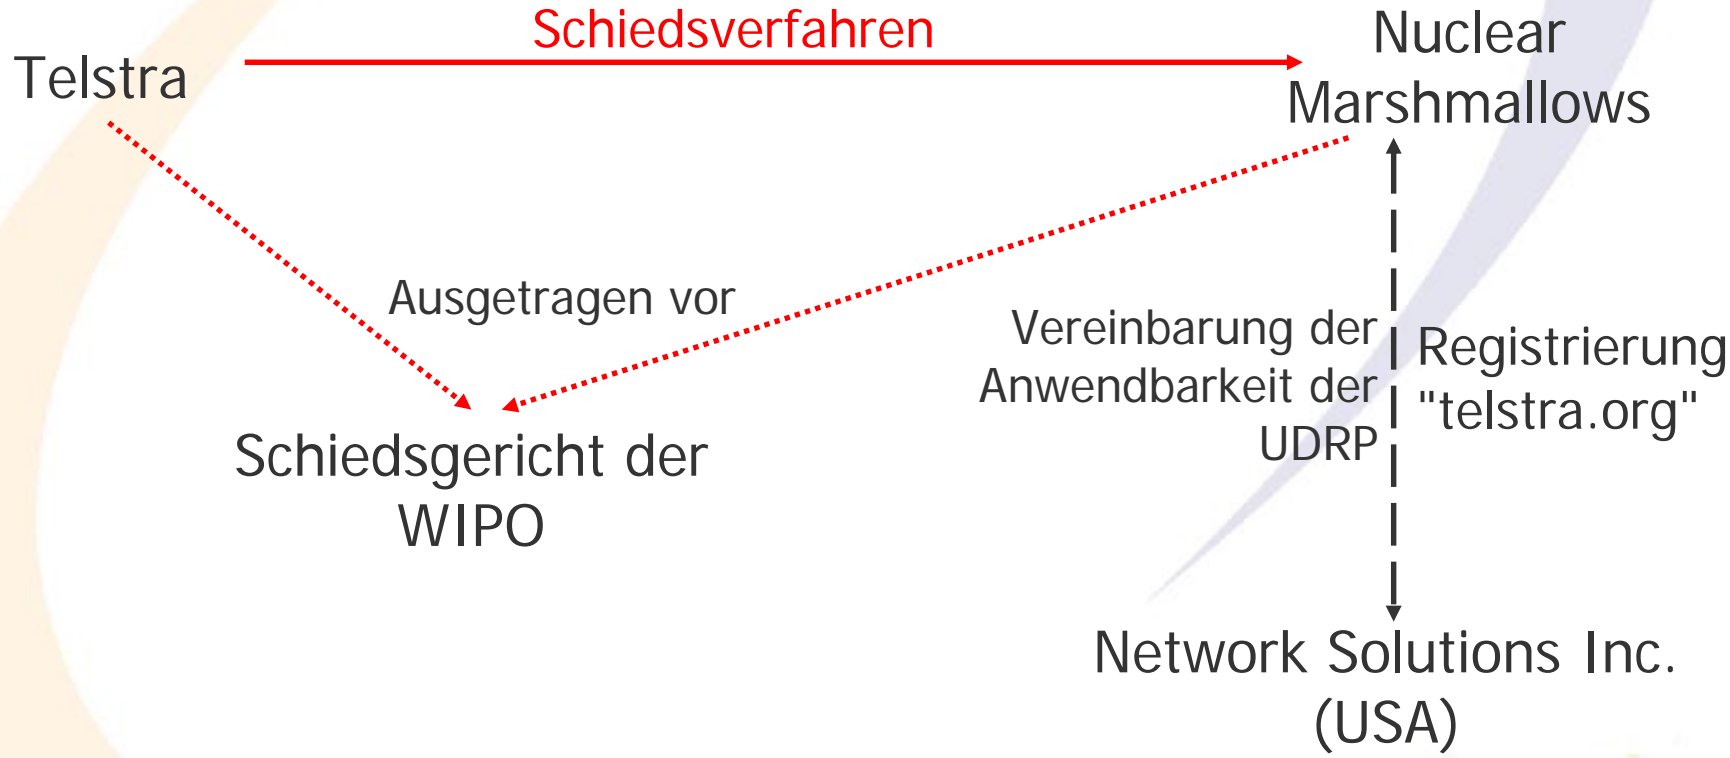 Schiedsverfahren
Telstra
Nuclear
Marshmallows
Ausgetragen vor
Vereinbarung der
Anwendbarkeit der
UDRP
Registrierung
"telstra.org"
Schiedsgericht der
WIPO
Network Solutions Inc.
(USA)